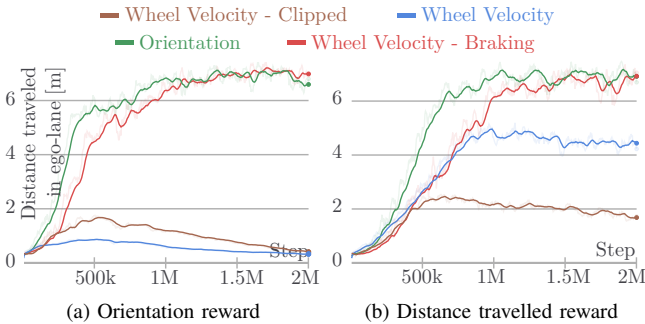 Wheel Velocity - Clipped Wheel Velocity
Orientation Wheel Velocity - Braking
Distance traveled
in ego-lane [m]
6
4
2
0
500k 1M 1.5M 2M
Step
(a) Orientation reward
6
4
2
0
500k 1M 1.5M 2M
Step
(b) Distance travelled reward